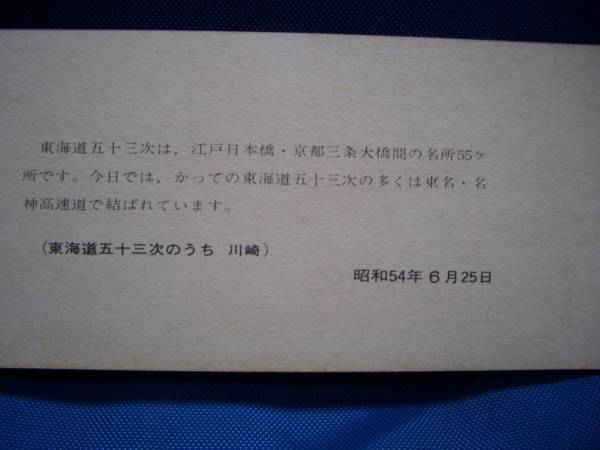 東海道五十三次は，江戸日本橋・京都三条大橋間の名所55ヶ
所です。今日では，かっての東海道五十三次の多くは東名・名
神高速道で結ばれています。
（東海道五十三次のうち 川崎）
昭和54年6月25日